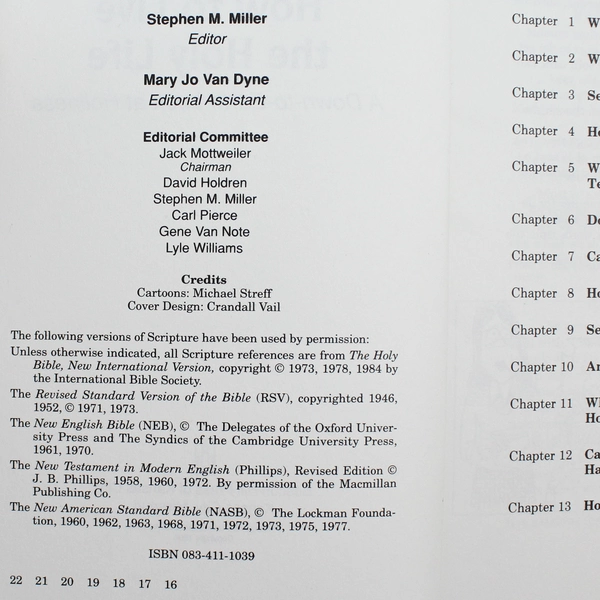 Stephen M. Miller
Editor
Mary Jo Van Dyne
Editorial Assistant
Editorial Committee
Jack Mottweiler
Chairman
David Holdren
Stephen M. Miller
Carl Pierce
Gene Van Note
Lyle Williams
Credits
Cartoons: Michael Streff
Cover Design: Crandall Vail
The following versions of Scripture have been used by permission:
Unless otherwise indicated, all Scripture references are from The Holy
Bible, New International Version, copyright © 1973, 1978, 1984 by
the International Bible Society.
The Revised Standard Version of the Bible (RSV), copyrighted 1946,
1952, © 1971, 1973.
The New English Bible (NEB), © The Delegates of the Oxford Univer-
sity Press and The Syndics of the Cambridge University Press,
1961, 1970.
The New Testament in Modern English (Phillips), Revised Edition ©
J. B. Phillips, 1958, 1960, 1972. By permission of the Macmillan
Publishing Co.
The New American Standard Bible (NASB), © The Lockman Founda-
tion, 1960, 1962, 1963, 1968, 1971, 1972, 1973, 1975, 1977.
ISBN 083-411-1039
22 21 20 19 18 17 16
Chapter 1
Chapter 2
Chapter 3
Chapter 4
Chapter 5
Chapter 6
Chapter 7
Chapter 8
Chapter 9
Chapter 10
Chapter 11
Chapter 12
Chapter 13